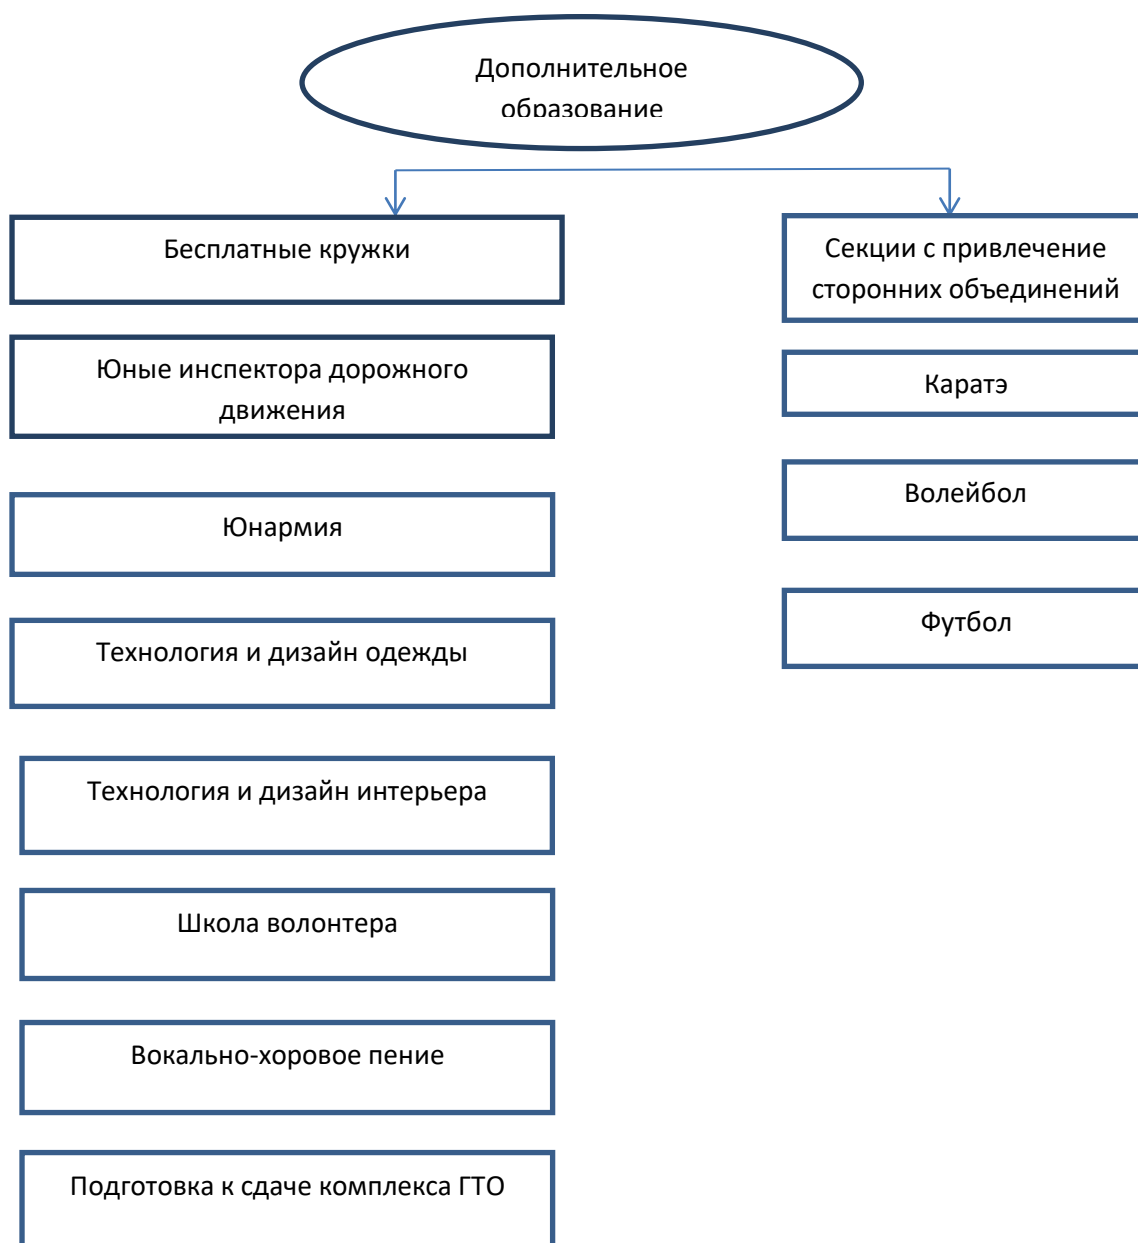 Дополнительное
образование
Бесплатные кружки
Секции с привлечение
сторонних объединений
Юные инспектора дорожного
движения
Каратэ
Волейбол
Юнармия
Футбол
Технология и дизайн одежды
Технология и дизайн интерьера
Школа волонтера
Вокально-хоровое пение
Подготовка к сдаче комплекса ГТО